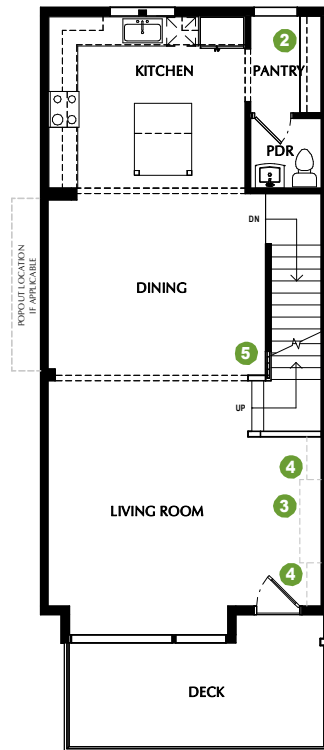 2
KITCHEN
PANTRY
PDR
DN
POPOUT LOCATION
IF APPLICABLE
DINING
5
UP
4
3
LIVING ROOM
4
DECK